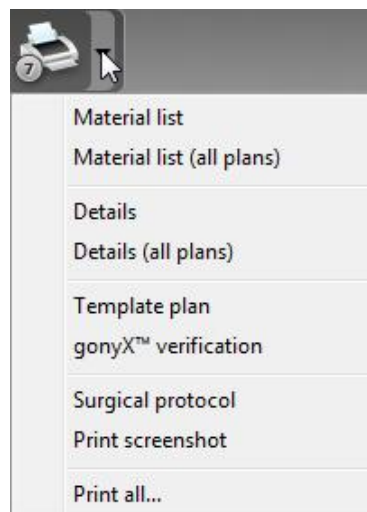 7
Material list
Material list (all plans)
Details
Details (all plans)
Template plan
gonyX™ verification
Surgical protocol
Print screenshot
Print all...